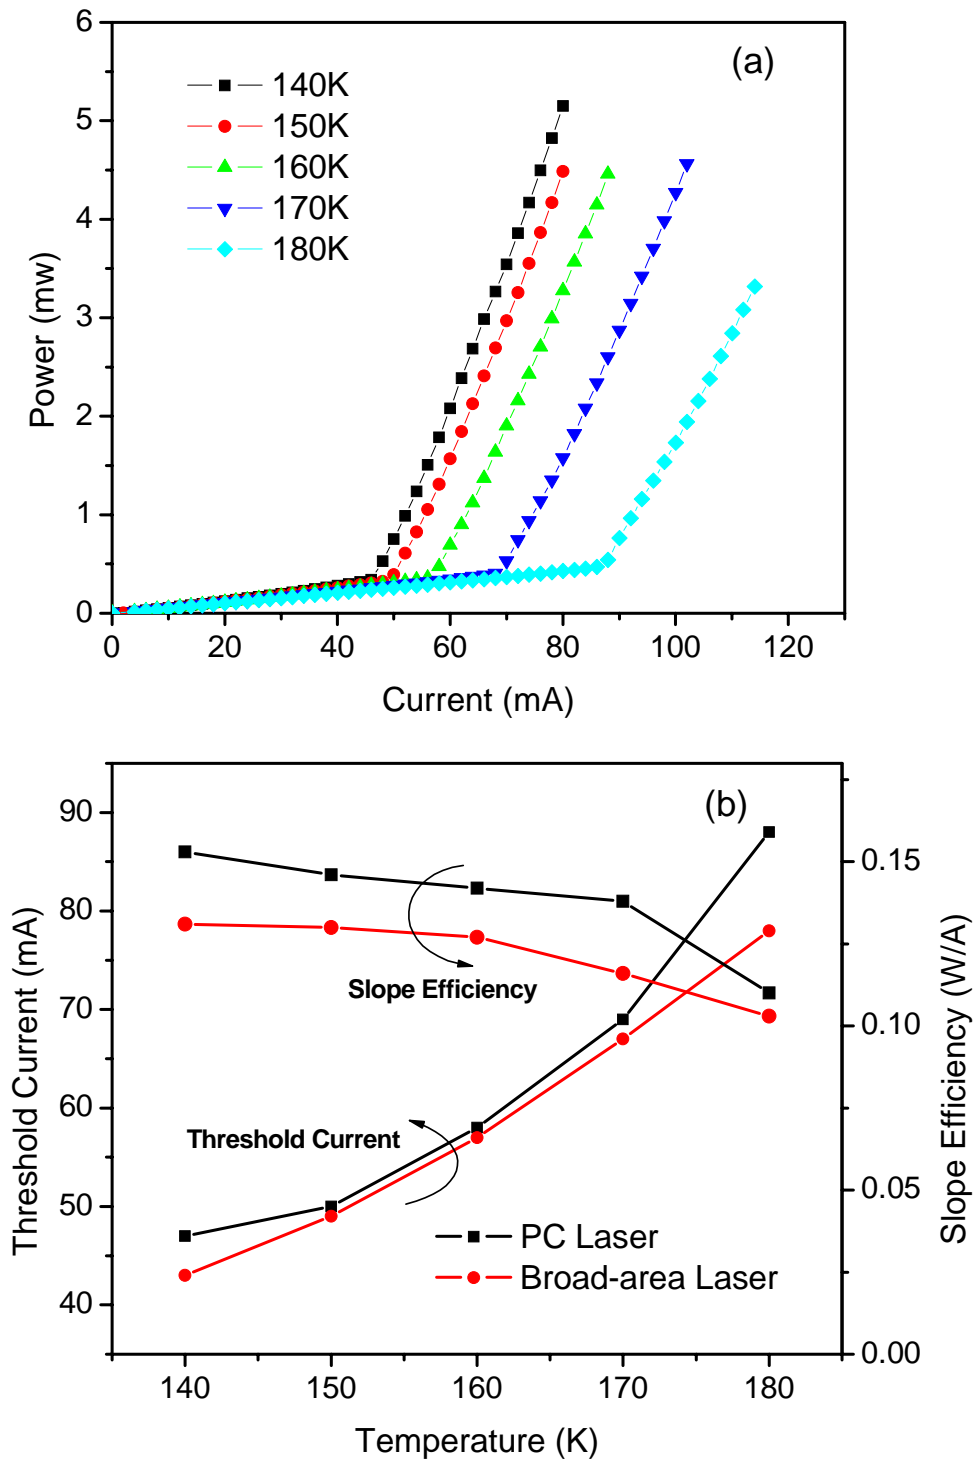 (a)
140K
150K
160K
170K
180K
6
5
4
3
2
1
0
Power (mw)
0 20 40 60 80 100 120
Current (mA)
(b)
90
80
70
60
50
40
Threshold Current (mA)
0.15
0.10
0.05
0.00
Slope Efficiency (W/A)
Slope Efficiency
Threshold Current
PC Laser
Broad-area Laser
140 150 160 170 180
Temperature (K)